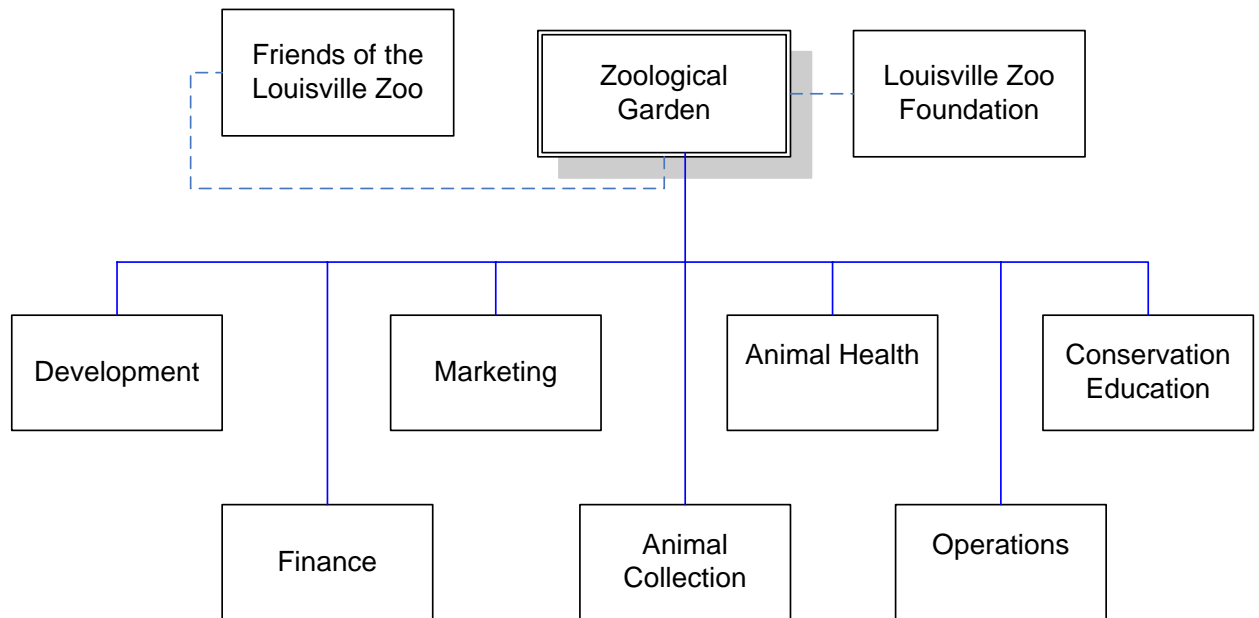 Friends of the
Louisville Zoo
Zoological
Garden
Louisville Zoo
Foundation
Development
Marketing
Animal Health
Conservation
Education
Finance
Animal
Collection
Operations